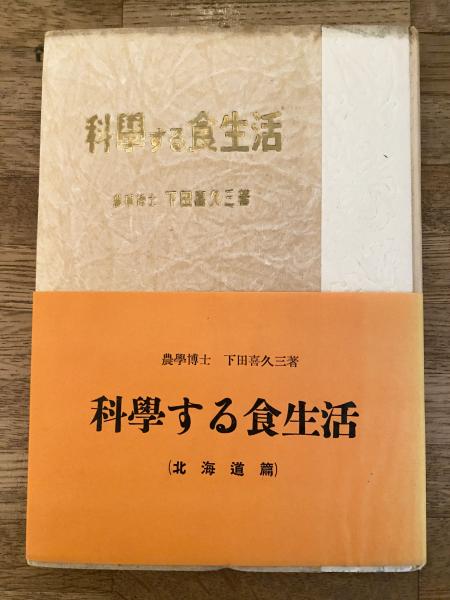 科學する食生活
農學博士 下田喜久三著
農學博士 下田喜久三著
科學する食生活
(北海道篇)